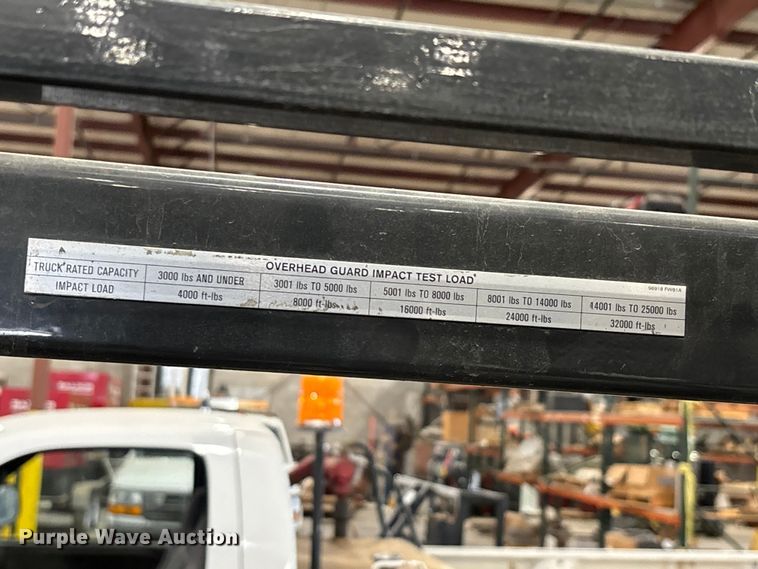 OVERHEAD GUARD IMPACT TEST LOAD
TRUCK RATED CAPACITY 3000 lbs AND UNDER 3001 lbs TO 5000 lbs 5001 lbs TO 8000 lbs 8001 lbs TO 14000 lbs 14001 lbs TO 25000 lbs
IMPACT LOAD 4000 ft-lbs 8000 ft-lbs 16000 ft-lbs 24000 ft-lbs 32000 ft-lbs
Purple Wave Auction